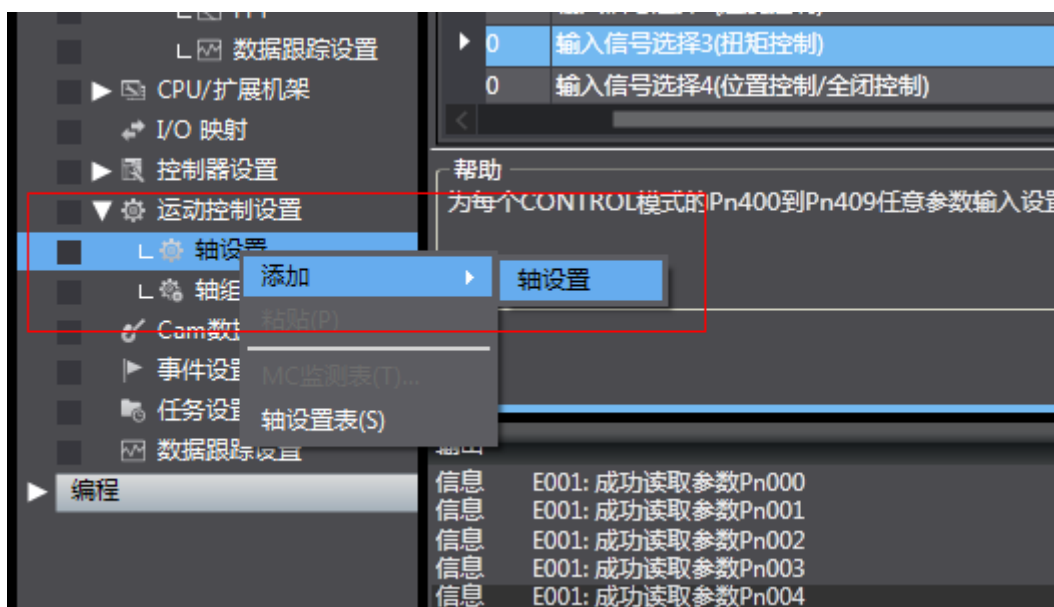 数据跟踪设置
CPU/扩展机架
I/O 映射
控制器设置
运动控制设置
轴设置
轴组
Cam数据
事件设置
任务设置
数据跟踪设置
编程
添加
粘贴(P)
MC监测表(T)...
轴设置表(S)
轴设置
0 输入信号选择3(扭矩控制)
0 输入信号选择4(位置控制/全闭控制)
帮助
为每个CONTROL模式的Pn400到Pn409任意参数输入设置
输出
信息 E001: 成功读取参数Pn000
信息 E001: 成功读取参数Pn001
信息 E001: 成功读取参数Pn002
信息 E001: 成功读取参数Pn003
信息 E001: 成功读取参数Pn004